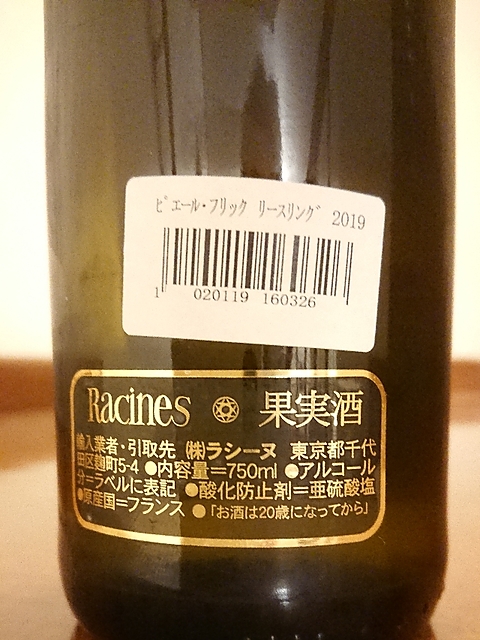 ﾋﾟｴｰﾙ・ﾌﾘｯｸ ﾘｰｽﾘﾝｸﾞ 2019
1 020119 160326
Racines 果実酒
輸入業者・引取先 (株)ラシーヌ 東京都千代
田区麹町5-4 ●内容量＝750ml ●アルコール
分＝ラベルに表記 ●酸化防止剤＝亜硫酸塩
●原産国＝フランス ●「お酒は20歳になってから」